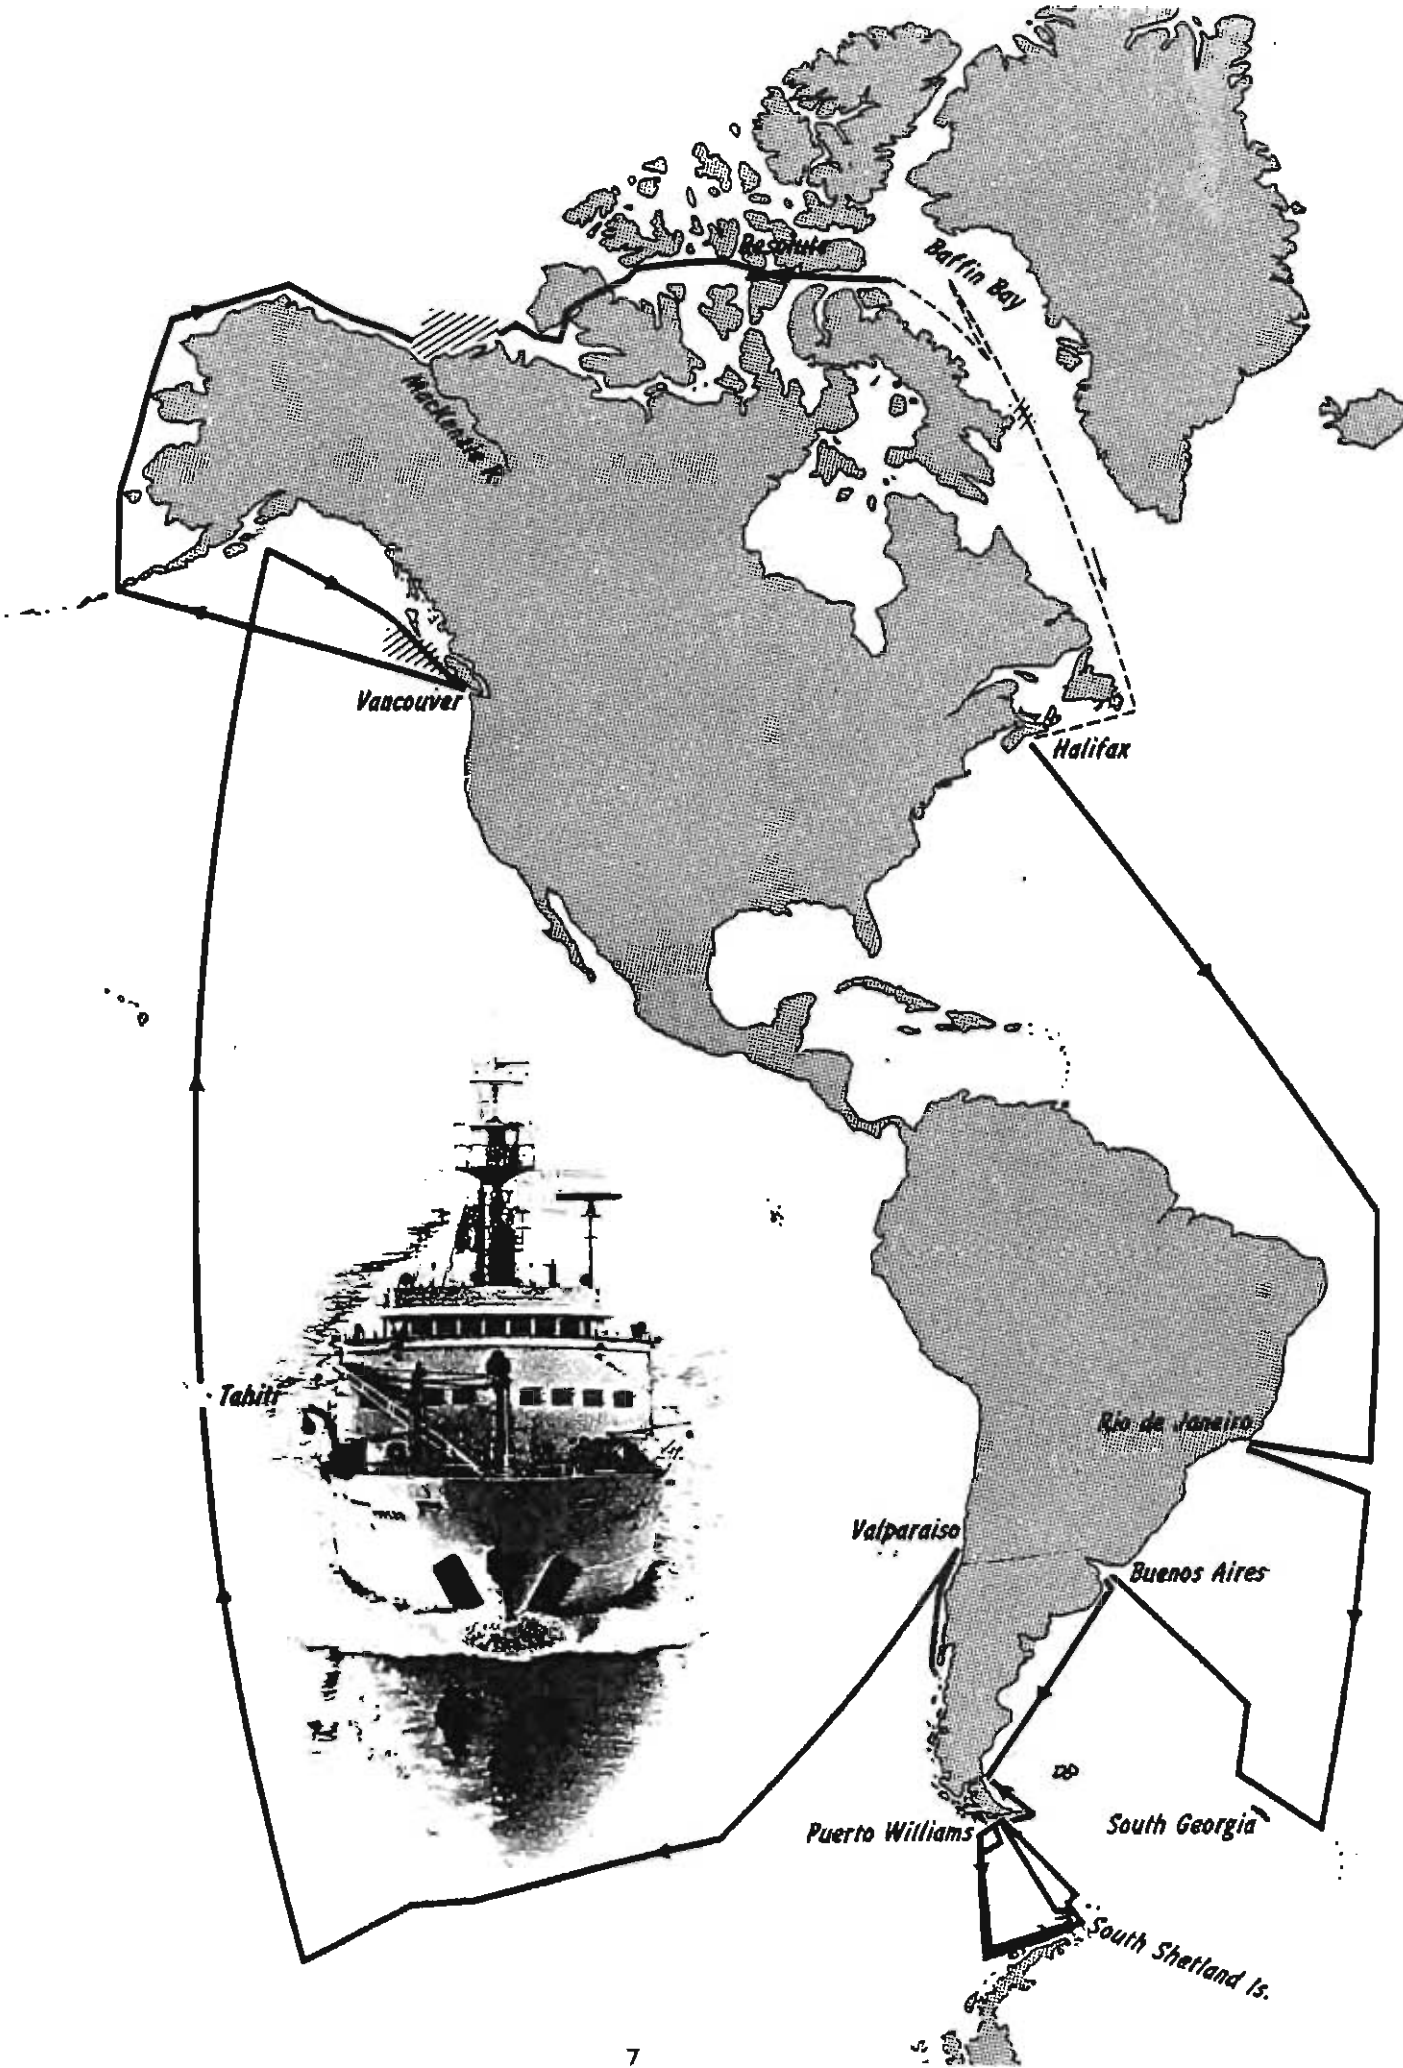 Resolute
Baffin Bay
MacKenzie R.
Vancouver
Halifax
Tahiti
Rio de Janeiro
Valparaiso
Buenos Aires
Puerto Williams
South Georgia
South Shetland Is.
7